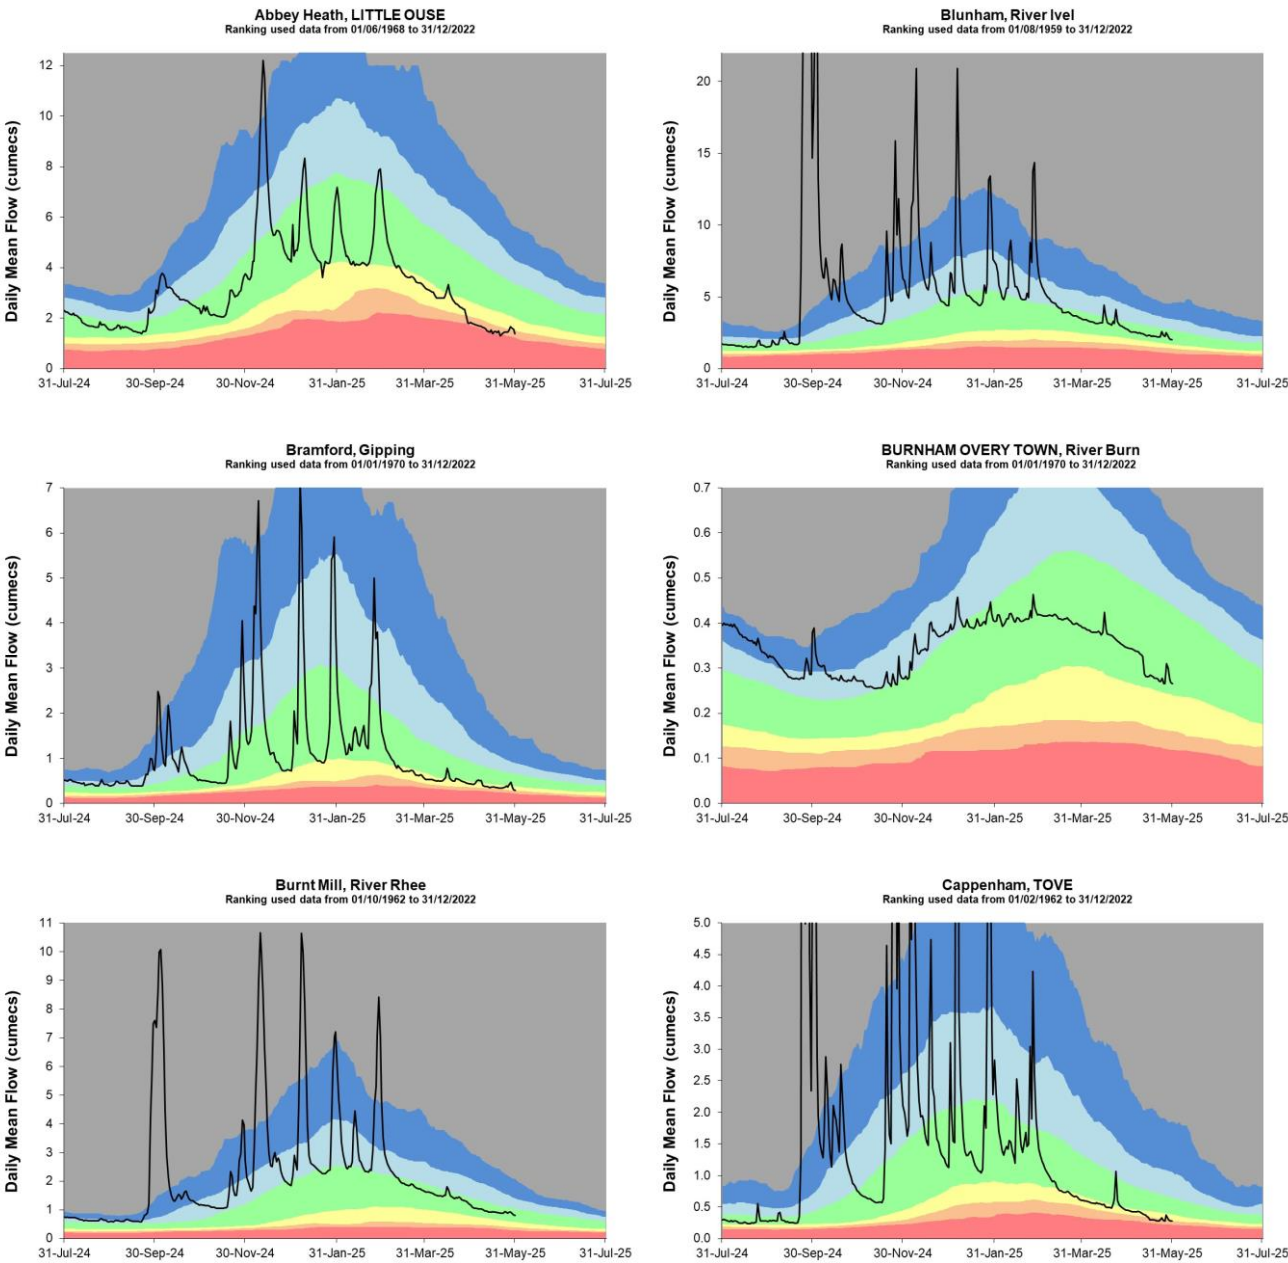 Abbey Heath, LITTLE OUSE
Ranking used data from 01/06/1968 to 31/12/2022
Daily Mean Flow (cumecs)
12
10
8
6
4
2
0
31-Jul-24 30-Sep-24 30-Nov-24 31-Jan-25 31-Mar-25 31-May-25 31-Jul-25
Blunham, River Ivel
Ranking used data from 01/08/1959 to 31/12/2022
Daily Mean Flow (cumecs)
20
15
10
5
0
31-Jul-24 30-Sep-24 30-Nov-24 31-Jan-25 31-Mar-25 31-May-25 31-Jul-25
Bramford, Gipping
Ranking used data from 01/01/1970 to 31/12/2022
Daily Mean Flow (cumecs)
7
6
5
4
3
2
1
0
31-Jul-24 30-Sep-24 30-Nov-24 31-Jan-25 31-Mar-25 31-May-25 31-Jul-25
BURNHAM OVERY TOWN, River Burn
Ranking used data from 01/01/1970 to 31/12/2022
Daily Mean Flow (cumecs)
0.7
0.6
0.5
0.4
0.3
0.2
0.1
0.0
31-Jul-24 30-Sep-24 30-Nov-24 31-Jan-25 31-Mar-25 31-May-25 31-Jul-25
Burnt Mill, River Rhee
Ranking used data from 01/10/1962 to 31/12/2022
Daily Mean Flow (cumecs)
11
10
9
8
7
6
5
4
3
2
1
0
31-Jul-24 30-Sep-24 30-Nov-24 31-Jan-25 31-Mar-25 31-May-25 31-Jul-25
Cappenham, TOVE
Ranking used data from 01/02/1962 to 31/12/2022
Daily Mean Flow (cumecs)
5.0
4.5
4.0
3.5
3.0
2.5
2.0
1.5
1.0
0.5
0.0
31-Jul-24 30-Sep-24 30-Nov-24 31-Jan-25 31-Mar-25 31-May-25 31-Jul-25